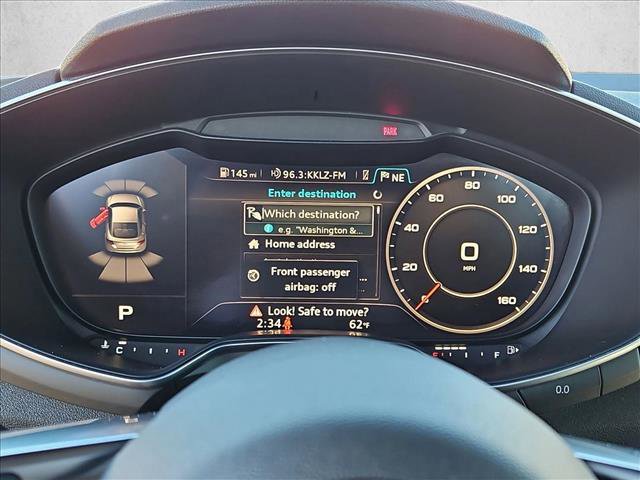 PARK
145 mi
96.3:KKLZ-FM
NE
Enter destination
Which destination?
e.g. "Washington &...
Home address
Front passenger
airbag: off
Look! Safe to move?
2:34
62°F
P
C
H
0
20
40
60
80
100
120
140
160
0
MPH
F
0.0